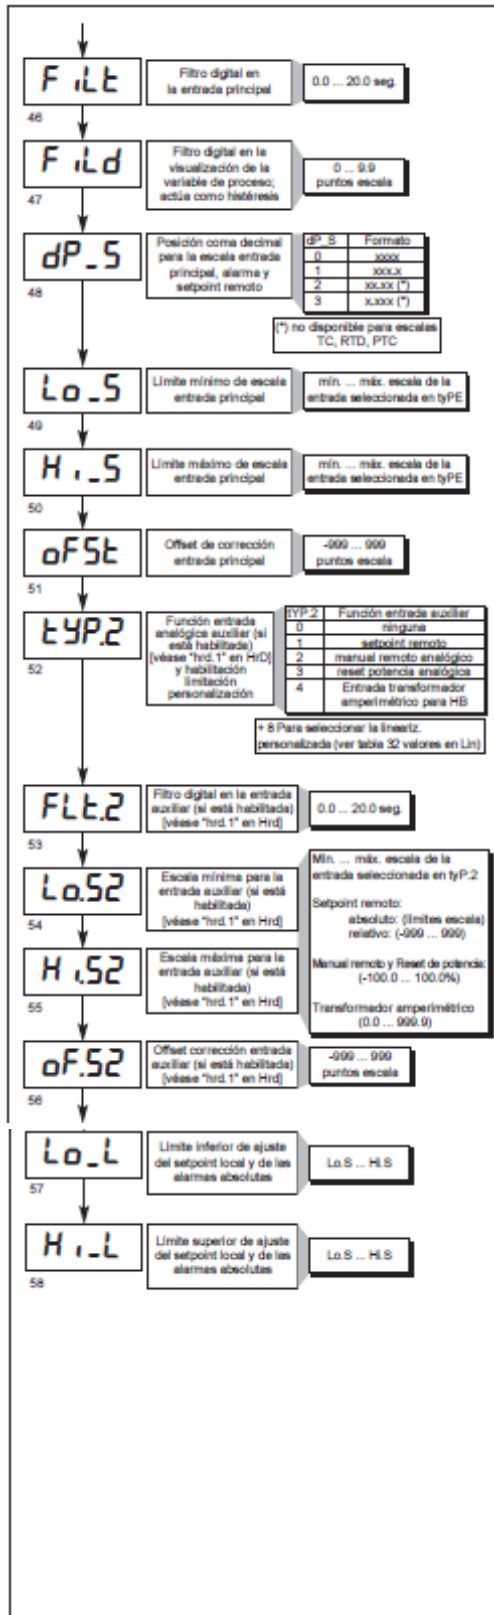 FiLt
Filtro digital en
la entrada principal
0.0 ... 20.0 seg.
46
FiLd
Filtro digital en la
visualización de la
variable de proceso;
actúa como histéresis
0 ... 9.9
puntos escala
47
dP_S
Posición coma decimal
para la escala entrada
principal, alarma y
setpoint remoto
dP_S Formato
0 xxxx
1 xxx.x
2 xx.xx (*)
3 x.xxx (*)
48
(*) no disponible para escalas
TC, RTD, PTC
Lo_S
Límite mínimo de escala
entrada principal
mín. ... máx. escala de la
entrada seleccionada en tyPE
49
Hi_S
Límite máximo de escala
entrada principal
mín. ... máx. escala de la
entrada seleccionada en tyPE
50
oFSt
Offset de corrección
entrada principal
-999 ... 999
puntos escala
51
tYP.2
Función entrada
analógica auxiliar (si
está habilitada)
[véase "hrd.1" en HrD]
y habilitación
limitación
personalización
tYP.2 Función entrada auxiliar
0 ninguna
1 setpoint remoto
2 manual remoto analógico
3 reset potencia analógica
4 Entrada transformador
amperimétrico para HB
52
+ 8 Para seleccionar la lineariz.
personalizada (ver tabla 32 valores en Lin)
FLt.2
Filtro digital en la entrada
auxiliar (si está habilitada)
[véase "hrd.1" en Hrd]
0.0 ... 20.0 seg.
53
Lo.S2
Escala mínima para la
entrada auxiliar (si está
habilitada)
[véase "hrd.1" en Hrd]
54
Hi.S2
Escala máxima para la
entrada auxiliar (si está
habilitada)
[véase "hrd.1" en Hrd]
55
Mín. ... máx. escala de la
entrada seleccionada en tyP.2
Setpoint remoto:
absoluto: (límites escala)
relativo: (-999 ... 999)
Manual remoto y Reset de potencia:
(-100.0 ... 100.0%)
Transformador amperimétrico
(0.0 ... 999.9)
oF.S2
Offset corrección entrada
auxiliar (si está habilitada)
[véase "hrd.1" en Hrd]
-999 ... 999
puntos escala
56
Lo_L
Límite inferior de ajuste
del setpoint local y de las
alarmas absolutas
Lo.S ... Hi.S
57
Hi_L
Límite superior de ajuste
del setpoint local y de las
alarmas absolutas
Lo.S ... Hi.S
58